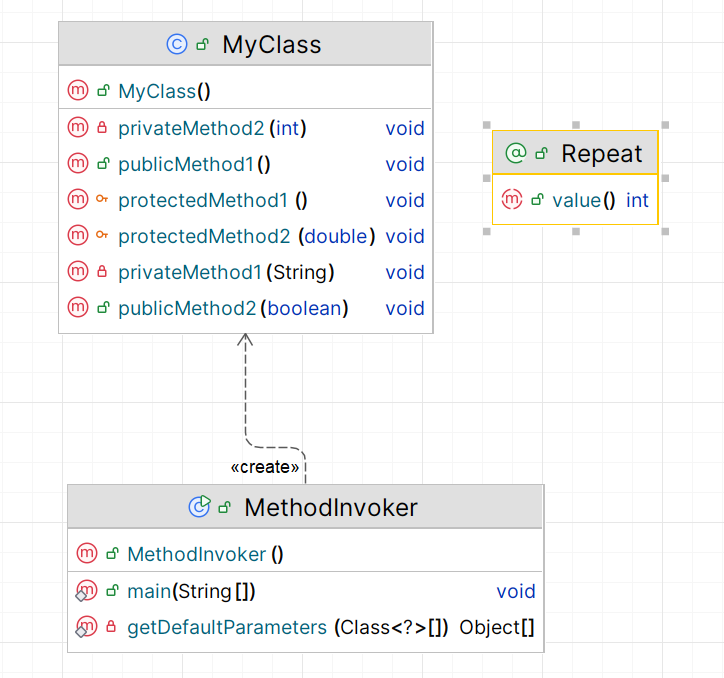 MyClass
MyClass()
privateMethod2(int) void
publicMethod1() void
protectedMethod1 () void
protectedMethod2 (double) void
privateMethod1(String) void
publicMethod2(boolean) void
@ Repeat
value() int
«create»
MethodInvoker
MethodInvoker ()
main(String[]) void
getDefaultParameters (Class<?>[]) Object[]